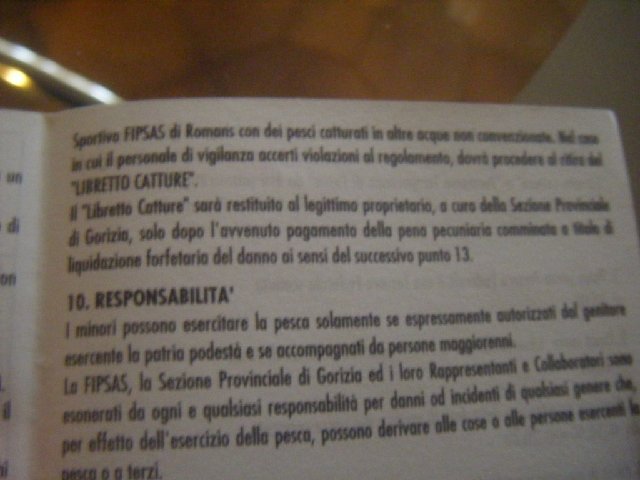 Sportiva FIPSAS di Romans con dei pesci catturati in altre acque non convenzionate. Nel caso
in cui il personale di vigilanza accerti violazioni al regolamento, dovrà procedere al ritiro del
"LIBRETTO CATTURE".
un
Il "Libretto Catture" sarà restituito al legittimo proprietario, a cura della Sezione Provinciale
di
di Gorizia, solo dopo l'avvenuto pagamento della pena pecuniaria comminata a titolo di
liquidazione forfetaria del danno ai sensi del successivo punto 13.
on
10. RESPONSABILITA'
I minori possono esercitare la pesca solamente se espressamente autorizzati dal genitore
esercente la patria podestà e se accompagnati da persone maggiorenni.
La FIPSAS, la Sezione Provinciale di Gorizia ed i loro Rappresentanti e Collaboratori sono
il
esonerati da ogni e qualsiasi responsabilità per danni od incidenti di qualsiasi genere che,
per effetto dell'esercizio della pesca, possono derivare alle cose o alle persone esercenti la
pesca o a terzi.